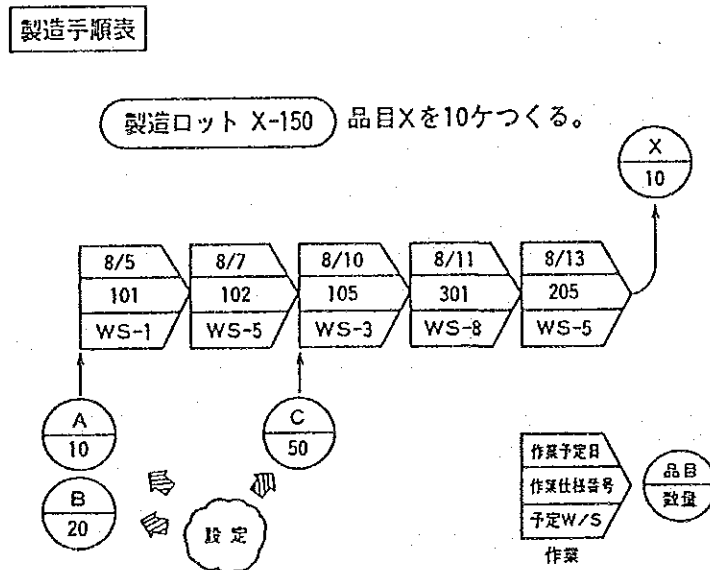 製造手順表
製造ロット X-150 品目Xを10ケつくる。
X
10
8/5 8/7 8/10 8/11 8/13
101 102 105 301 205
WS-1 WS-5 WS-3 WS-8 WS-5
A
10
C
50
B
20
設定
作業予定日
作業仕様番号
予定W/S
作業
品目
数量